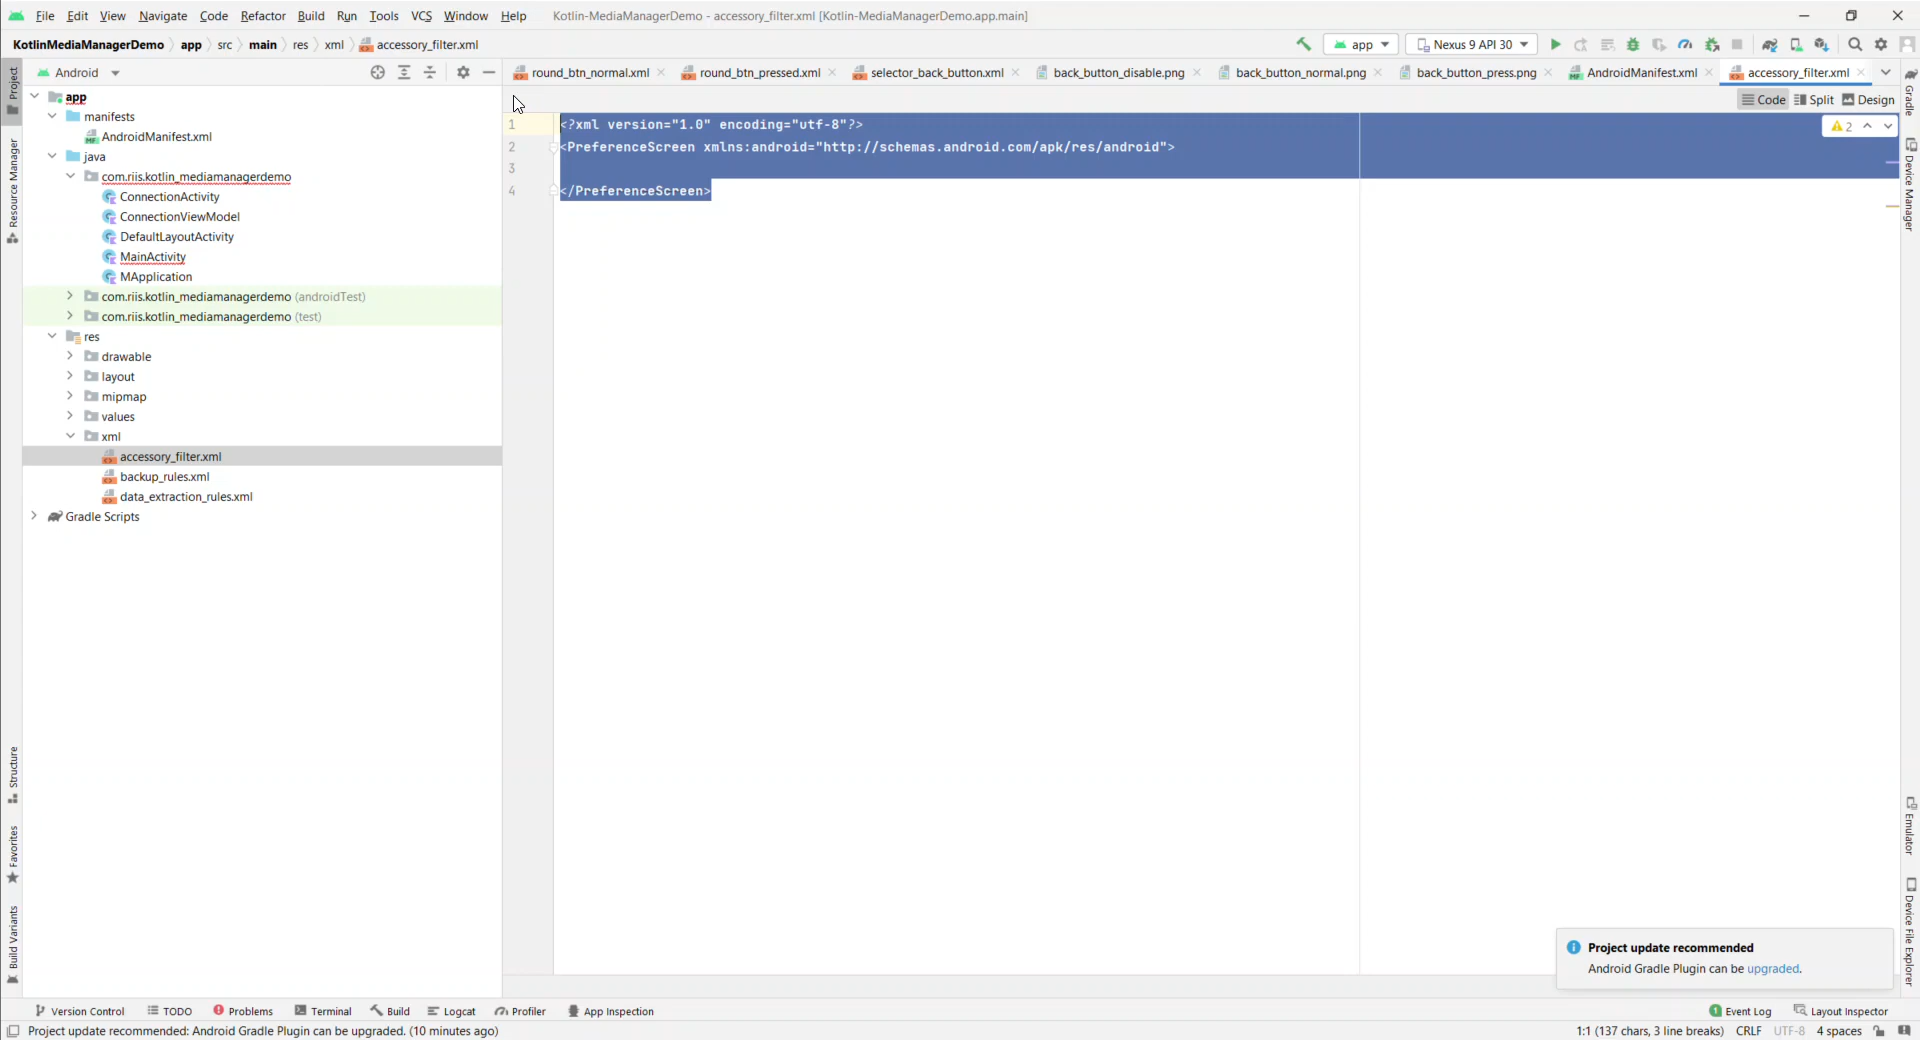 File Edit View Navigate Code Refactor Build Run Tools VCS Window Help Kotlin-MediaManagerDemo - accessory_filter.xml [Kotlin-MediaManagerDemo.app.main]
KotlinMediaManagerDemo app src main res xml accessory_filter.xml app Nexus 9 API 30
Android
round_btn_normal.xml round_btn_pressed.xml selector_back_button.xml back_button_disable.png back_button_normal.png back_button_press.png AndroidManifest.xml accessory_filter.xml
Code Split Design
Project
Resource Manager
Structure
Favorites
Build Variants
app
manifests
AndroidManifest.xml
java
com.riis.kotlin_mediamanagerdemo
ConnectionActivity
ConnectionViewModel
DefaultLayoutActivity
MainActivity
MApplication
com.riis.kotlin_mediamanagerdemo (androidTest)
com.riis.kotlin_mediamanagerdemo (test)
res
drawable
layout
mipmap
values
xml
accessory_filter.xml
backup_rules.xml
data_extraction_rules.xml
Gradle Scripts
1 <?xml version="1.0" encoding="utf-8"?>
2 <PreferenceScreen xmlns:android="http://schemas.android.com/apk/res/android">
3
4 </PreferenceScreen>
2
Gradle
Device Manager
Emulator
Device File Explorer
Project update recommended
Android Gradle Plugin can be upgraded.
Version Control TODO Problems Terminal Build Logcat Profiler App Inspection 1 Event Log Layout Inspector
Project update recommended: Android Gradle Plugin can be upgraded. (10 minutes ago) 1:1 (137 chars, 3 line breaks) CRLF UTF-8 4 spaces